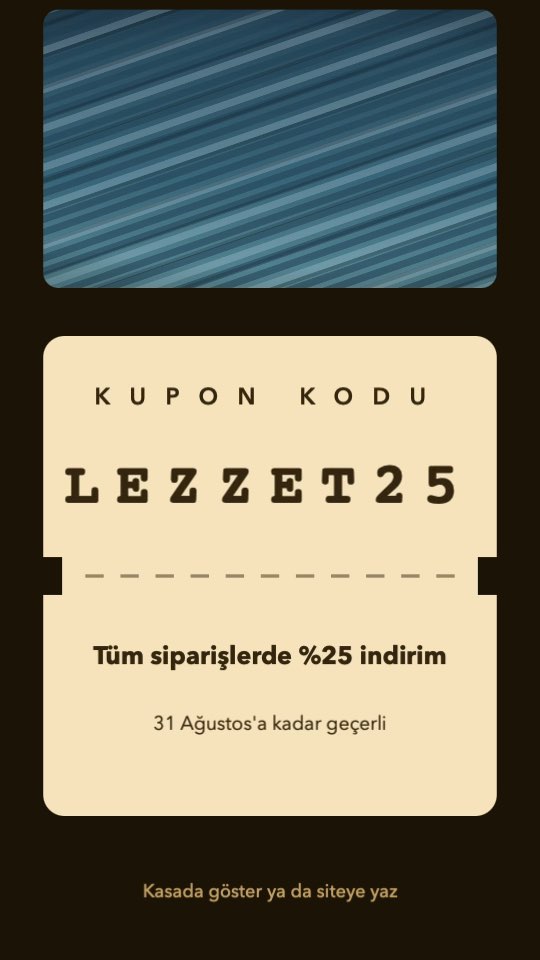 KUPON KODU
LEZZET25
Tüm siparişlerde %25 indirim
31 Ağustos'a kadar geçerli
Kasada göster ya da siteye yaz